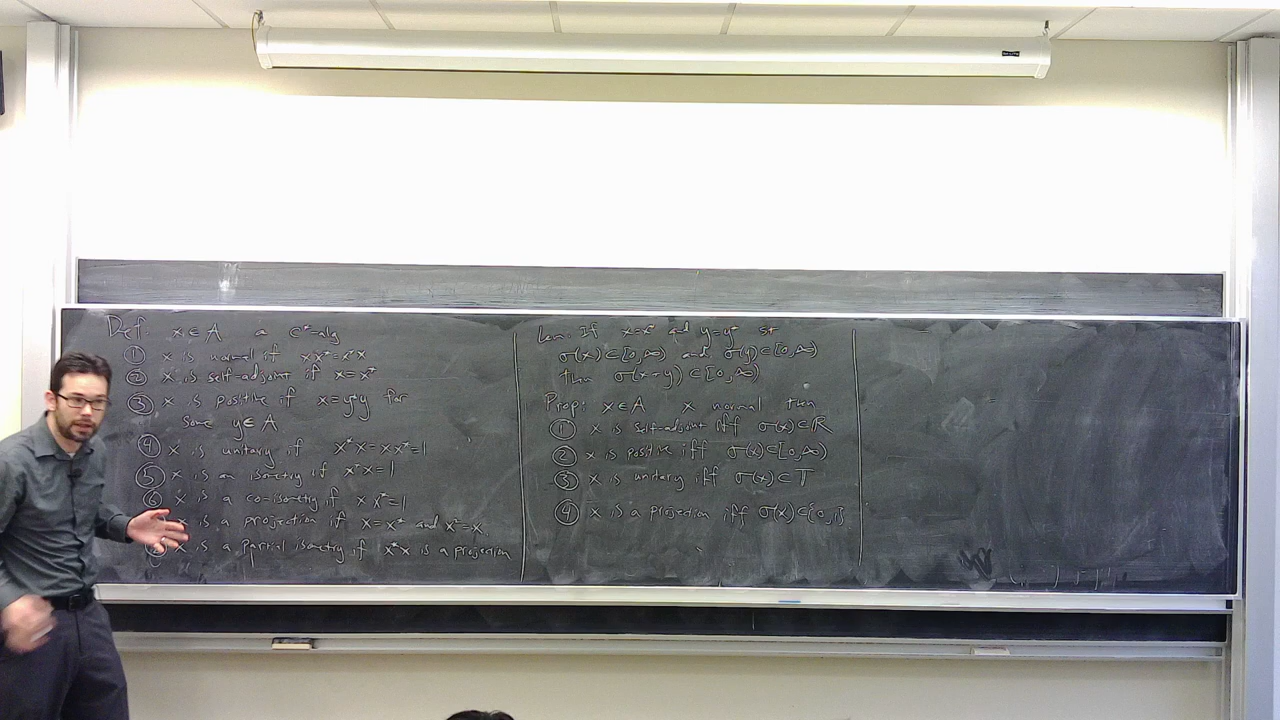 Def. x ∈ A a C*-alg
① x is normal if xx*=x*x
② x is self-adjoint if x=x*
③ x is positive if x=y*y for
some y∈A
④ x is unitary if x*x=xx*=1
⑤ x is an isometry if x*x=1
⑥ x is a co-isometry if xx*=1
x is a projection if x=x* and x²=x.
x is a partial isometry if x*x is a projection
Lem. If x=x* and y=y* st
σ(x)⊂[0,∞) and σ(y)⊂[0,∞)
then σ(x+y)⊂[0,∞)
Prop: x∈A x normal then
① x is self-adjoint iff σ(x)⊂ℝ
② x is positive iff σ(x)⊂[0,∞)
③ x is unitary iff σ(x)⊂T
④ x is a projection iff σ(x)⊂{0,1}